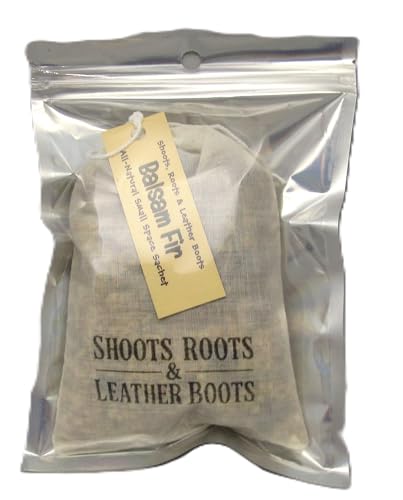 Shoots, Roots & Leather Boots
Balsam Fir
All-Natural Small Space Sachet
SHOOTS ROOTS
&
LEATHER BOOTS